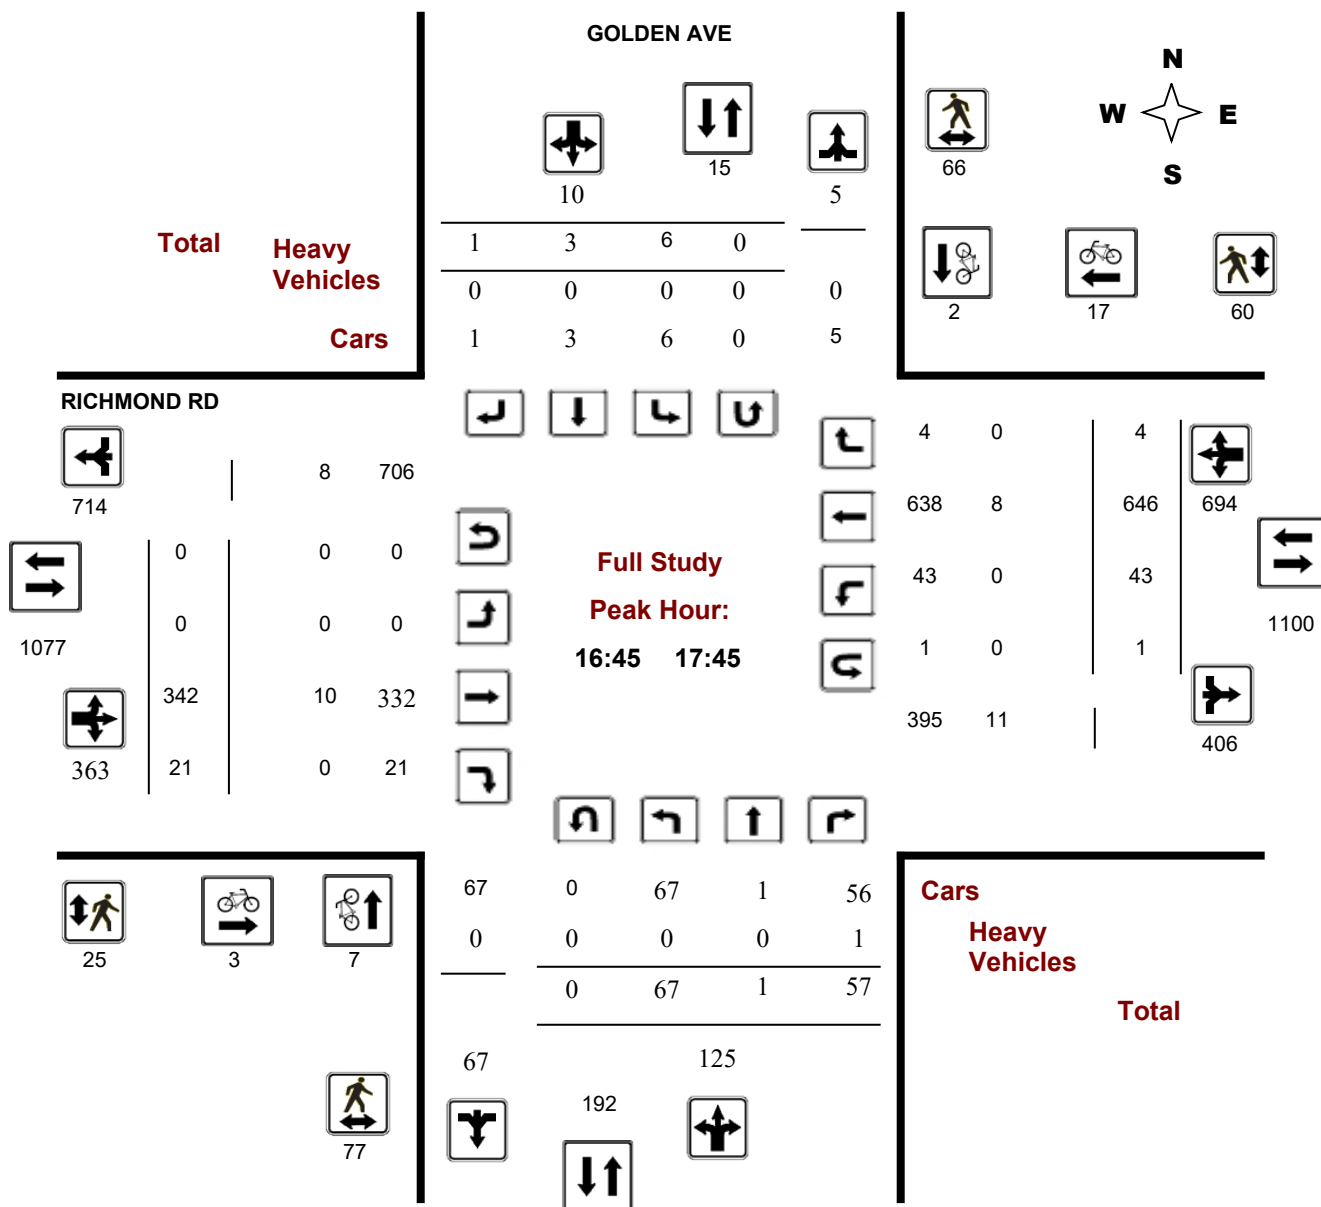 GOLDEN AVE
N
W E
S
15
66
10 5
Total Heavy Vehicles
1 3 6 0
0 0 0 0 0
Cars
1 3 6 0 5
2 17 60
RICHMOND RD
714
8 706
4 0 4
638 8 646 694
0 0 0
43 0 43
0 0 0
1 0 1
1077
1100
342 10 332
395 11
406
363
21 0 21
Full Study
Peak Hour:
16:45 17:45
25 3 7
67 0 67 1 56
0 0 0 0 1
0 67 1 57
Cars
Heavy
Vehicles
Total
67 125
192
77